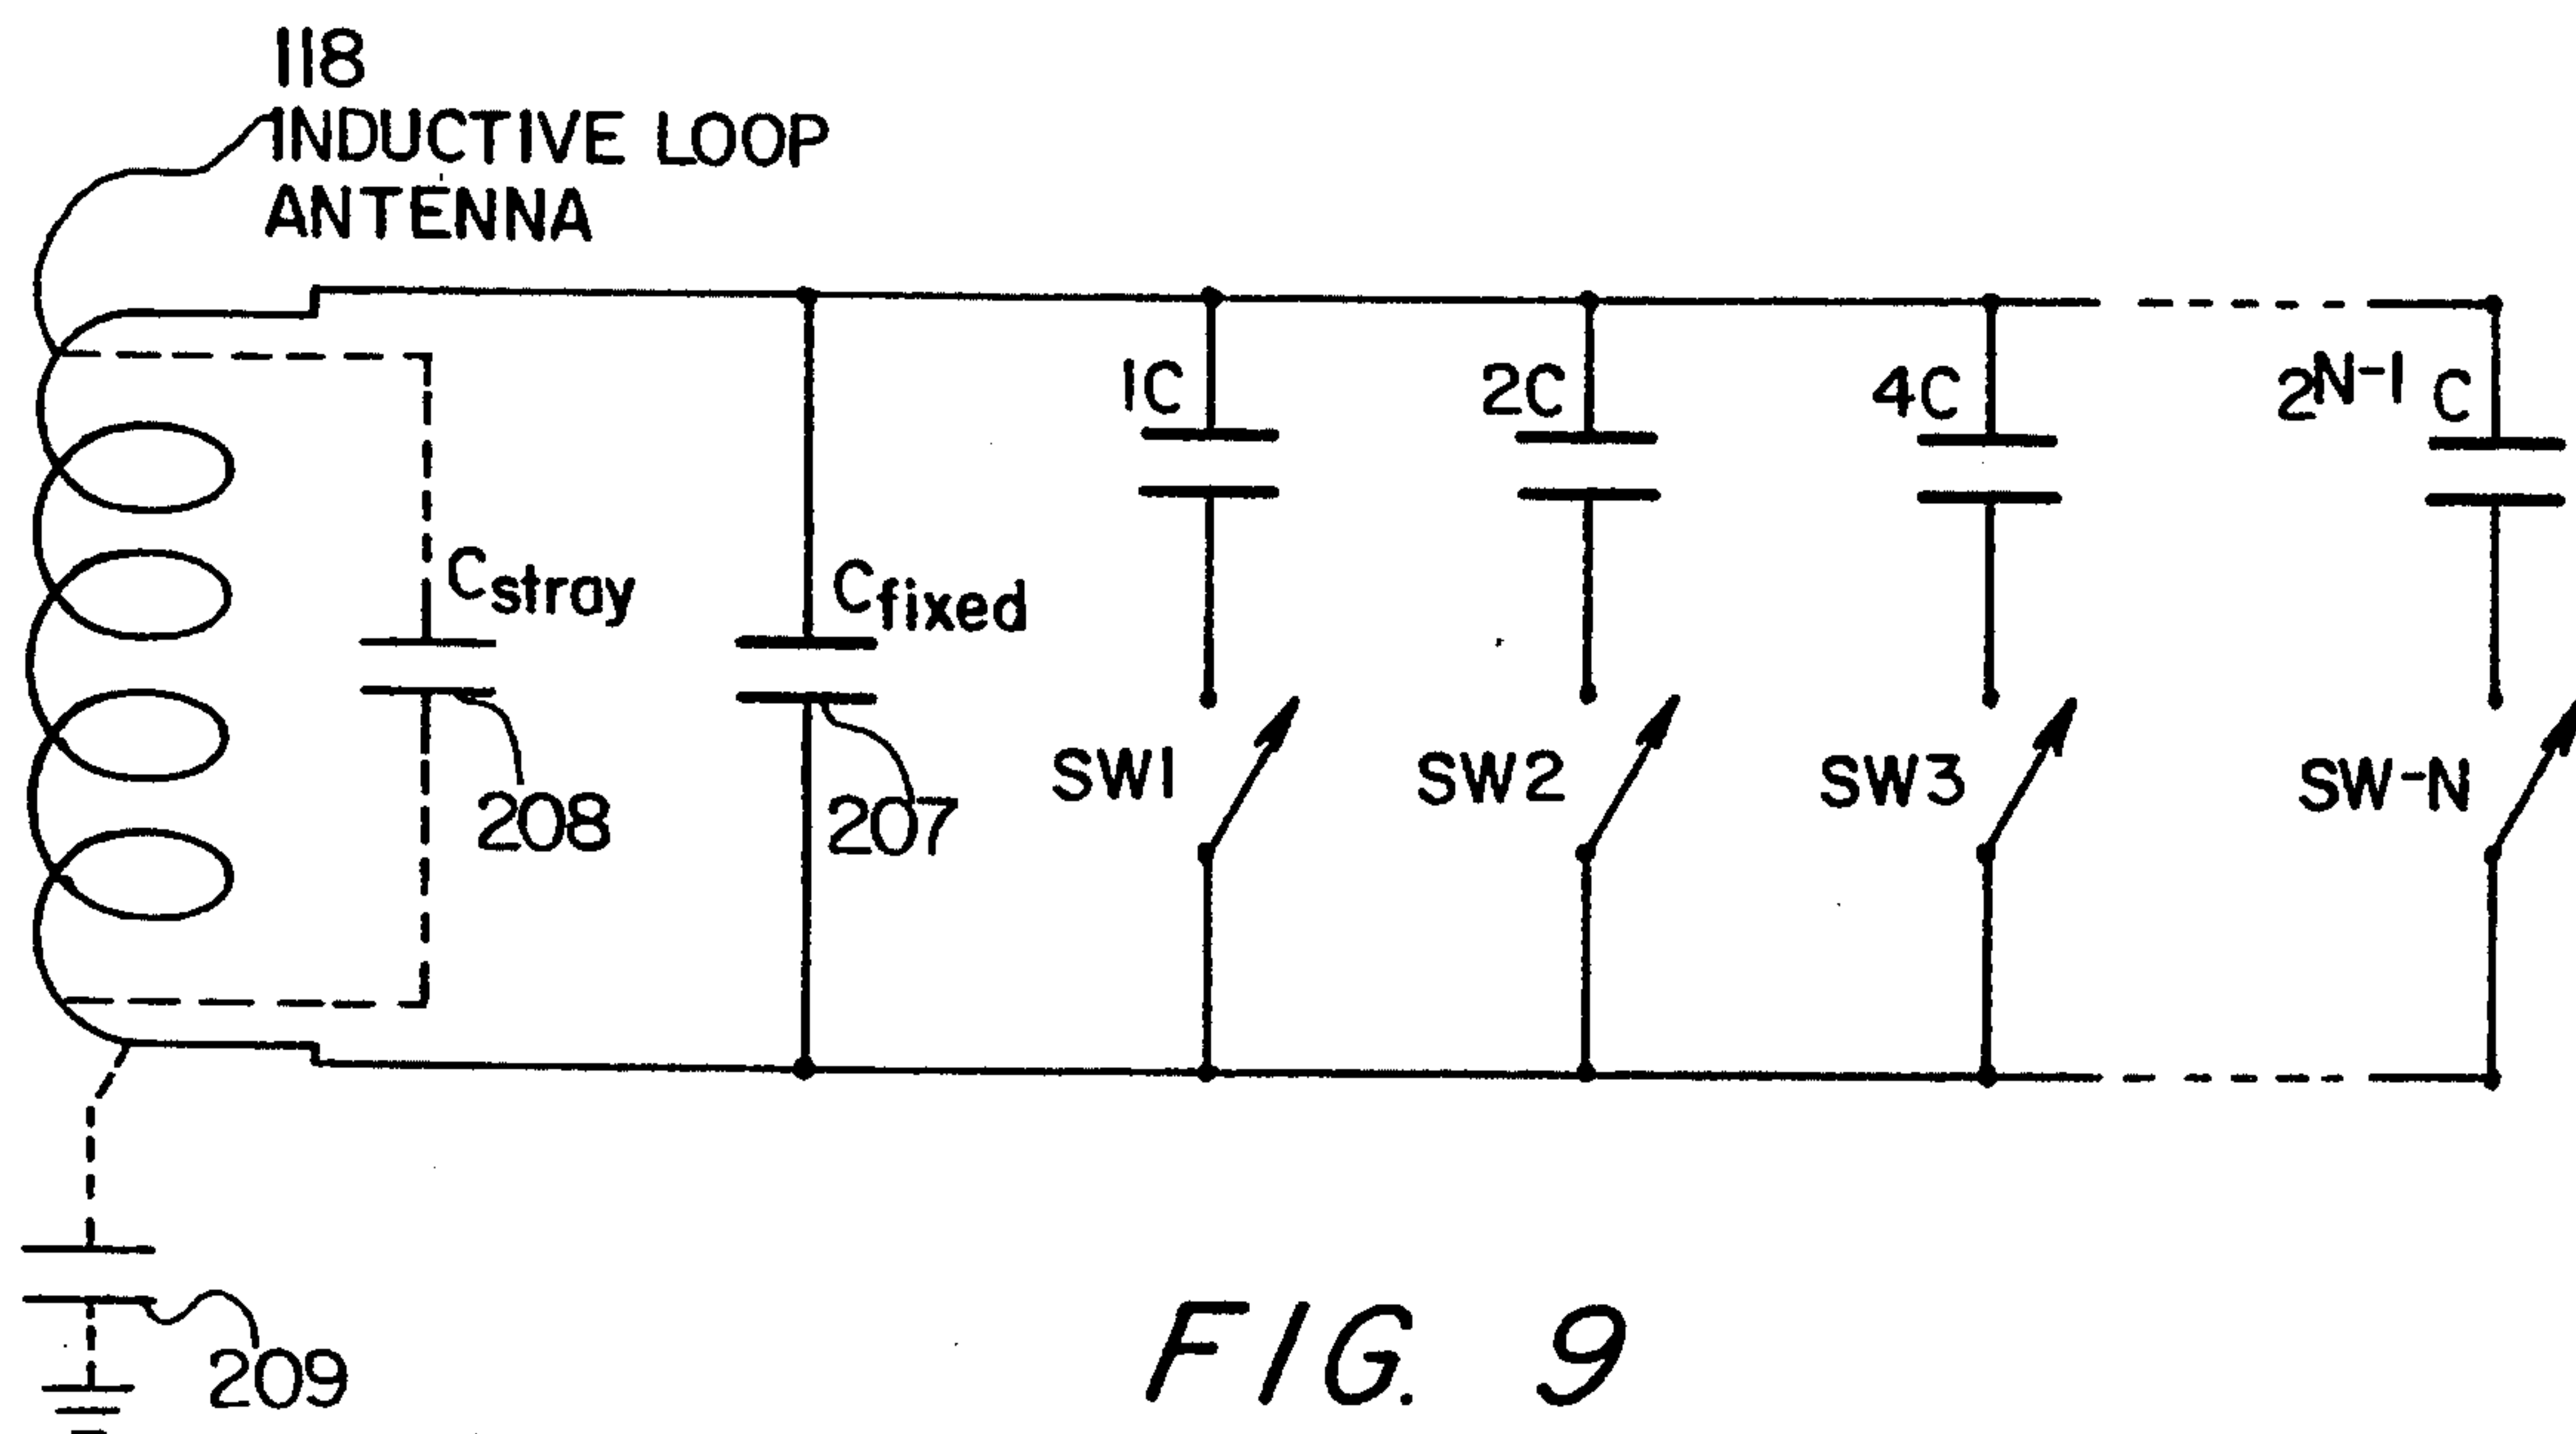 118
INDUCTIVE LOOP
ANTENNA
1C
2C
4C
2^N-1 C
Cstray
Cfixed
SW1
SW2
SW3
SW-N
208
207
209
FIG. 9